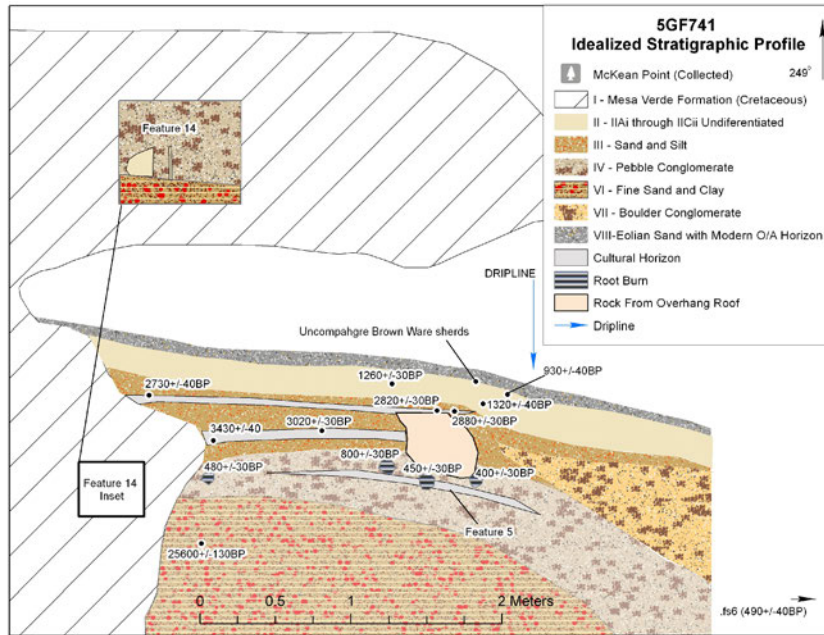 5GF741
Idealized Stratigraphic Profile
McKean Point (Collected)
249°
I - Mesa Verde Formation (Cretaceous)
II - IIAi through IICii Undiferentiated
III - Sand and Silt
IV - Pebble Conglomerate
VI - Fine Sand and Clay
VII - Boulder Conglomerate
VIII-Eolian Sand with Modern O/A Horizon
Cultural Horizon
Root Burn
Rock From Overhang Roof
Dripline
Feature 14
DRIPLINE
Uncompahgre Brown Ware sherds
930+/-40BP
1260+/-30BP
2730+/-40BP
2820+/-30BP
1320+/-40BP
2880+/-30BP
3020+/-30BP
3430+/-40
800+/-30BP
480+/-30BP
450+/-30BP
400+/-30BP
Feature 14
Inset
Feature 5
25600+/-130BP
0 0.5 1 2 Meters
.fs6 (490+/-40BP)